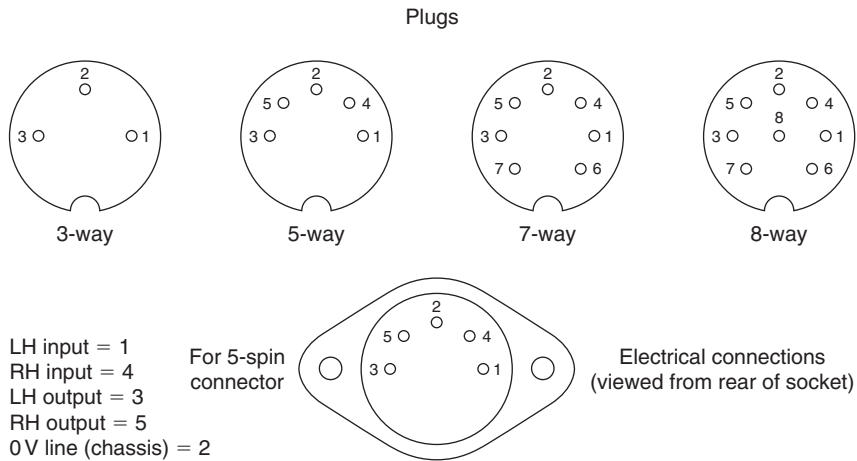 Plugs
2
3 1
3-way
2
5 4
3 1
5-way
2
5 4
3 1
7 6
7-way
2
5 4
8
3 1
7 6
8-way
LH input = 1
RH input = 4
LH output = 3
RH output = 5
0 V line (chassis) = 2
For 5-spin
connector
2
5 4
3 1
Electrical connections
(viewed from rear of socket)